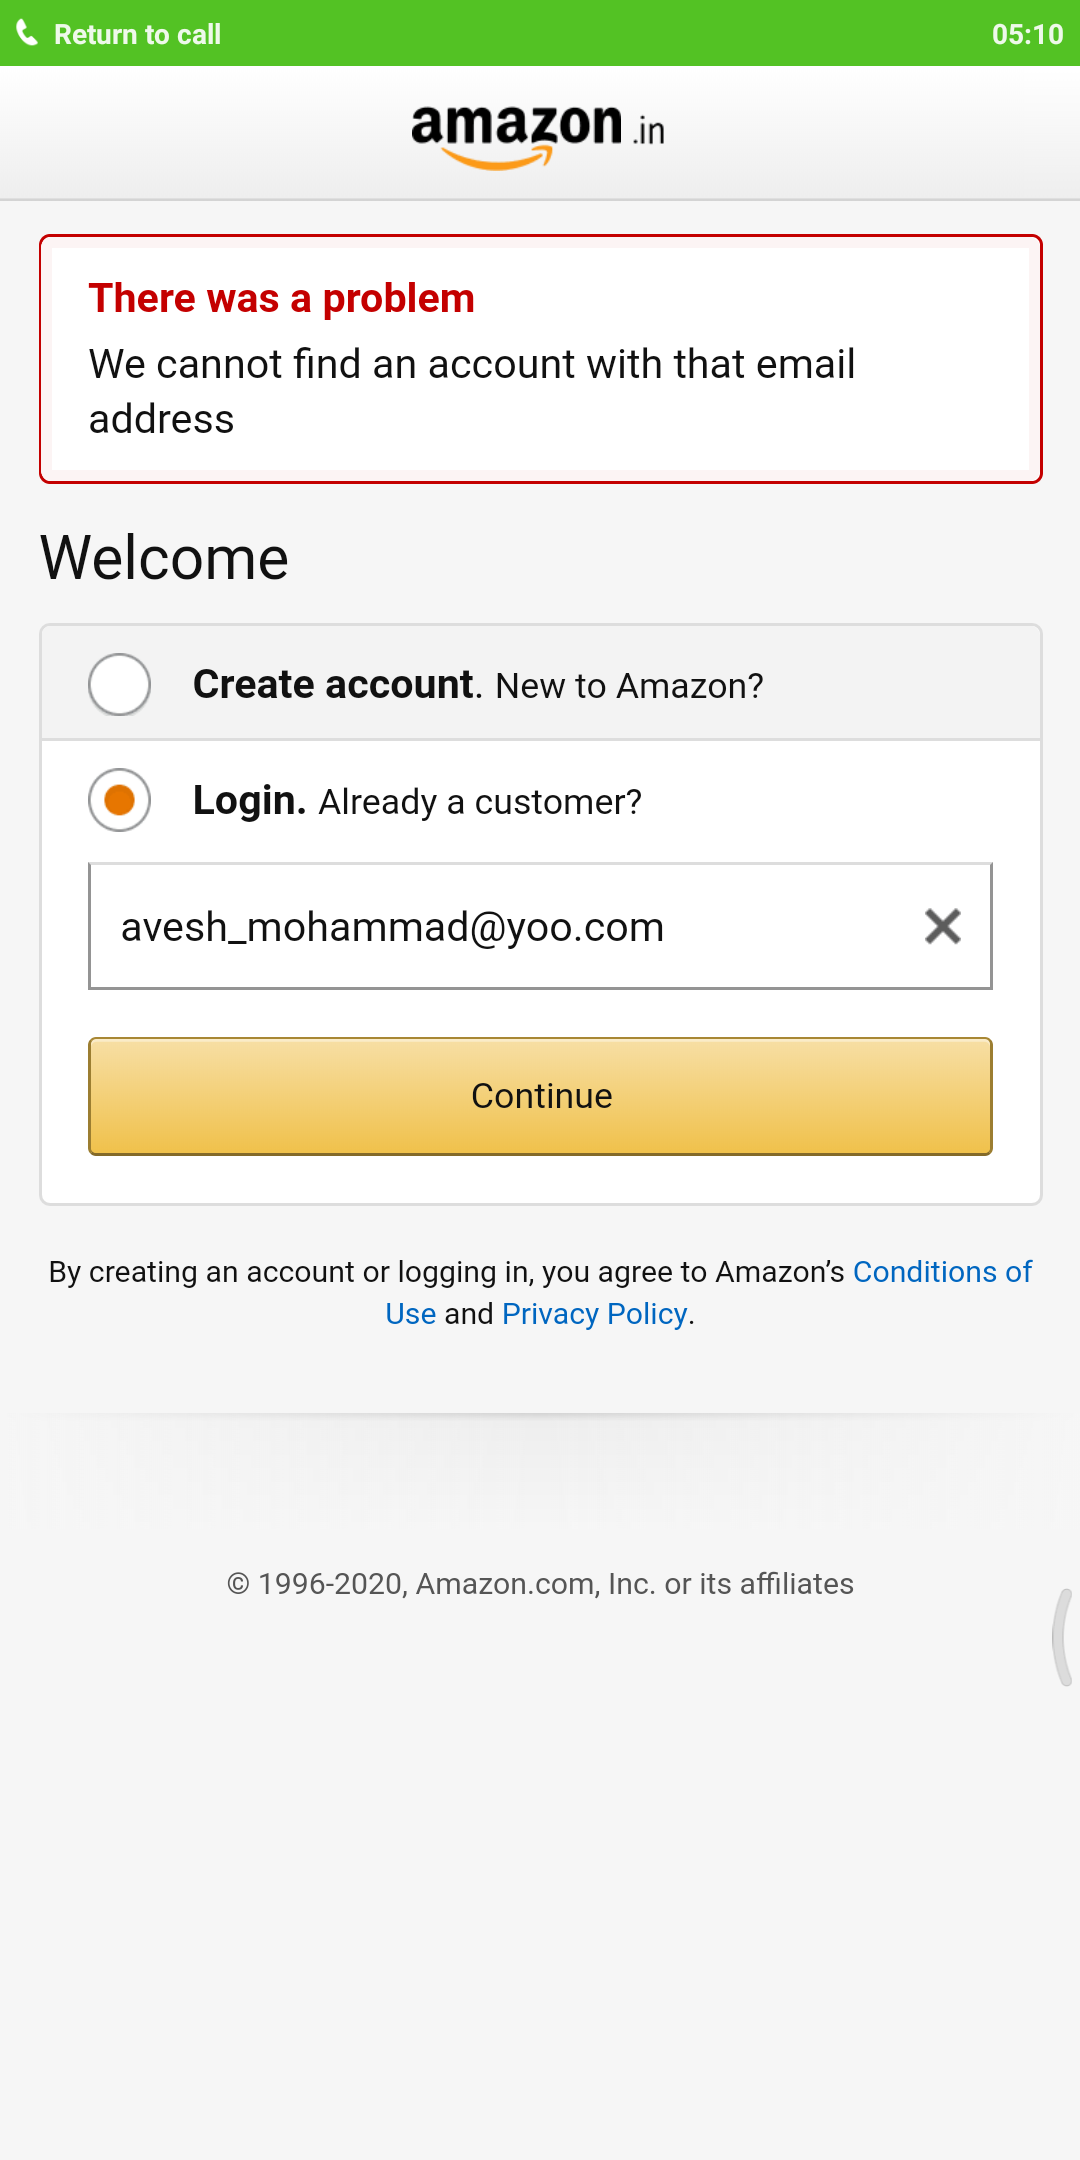 Return to call 05:10
amazon.in
There was a problem
We cannot find an account with that email
address
Welcome
Create account. New to Amazon?
Login. Already a customer?
avesh_mohammad@yoo.com
Continue
By creating an account or logging in, you agree to Amazon’s Conditions of
Use and Privacy Policy.
© 1996-2020, Amazon.com, Inc. or its affiliates